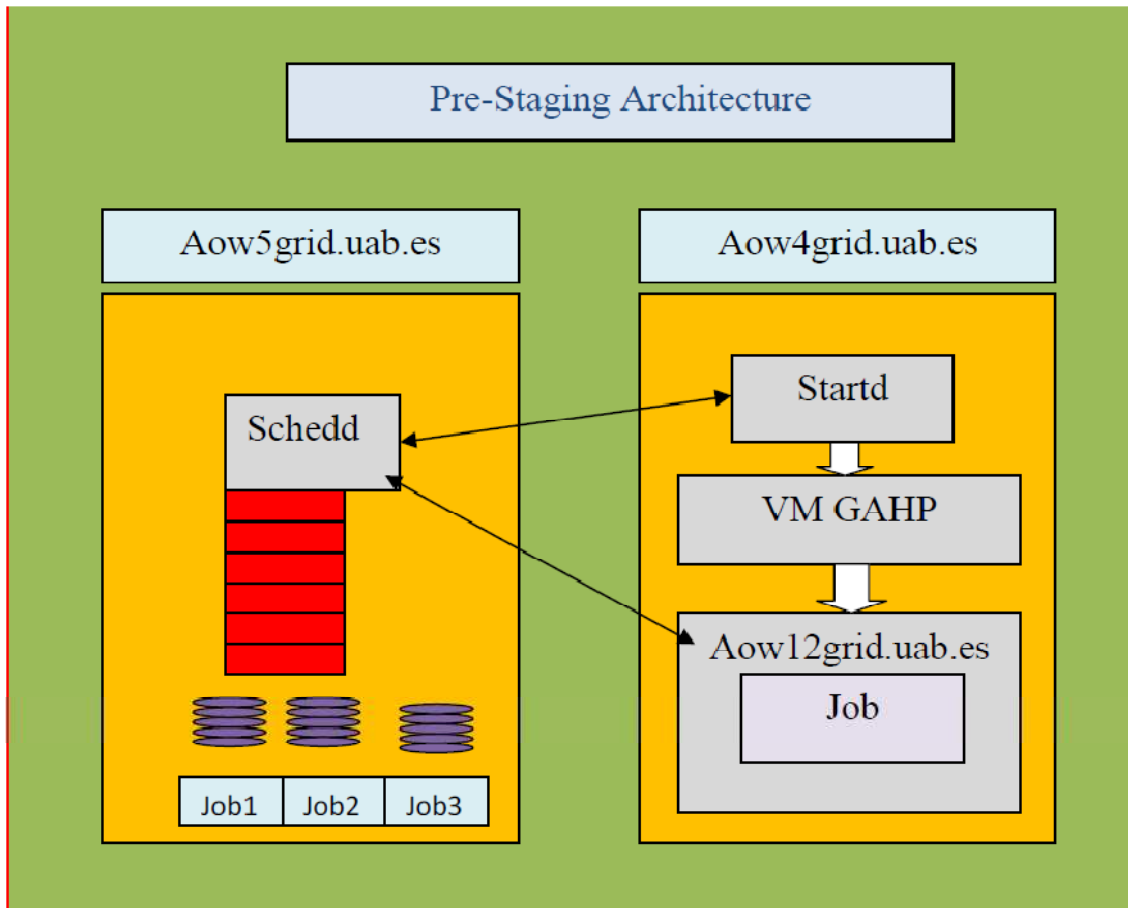 Pre-Staging Architecture
Aow5grid.uab.es
Aow4grid.uab.es
Schedd
Startd
VM GAHP
Aow12grid.uab.es
Job
Job1
Job2
Job3